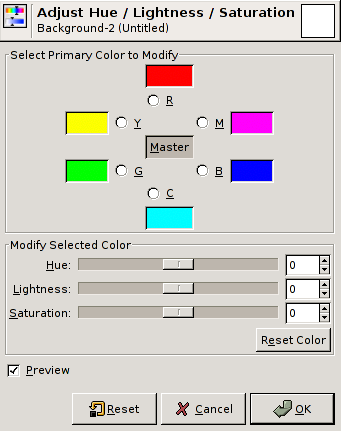 Adjust Hue / Lightness / Saturation
Background-2 (Untitled)
Select Primary Color to Modify
R
Y M
Master
G B
C
Modify Selected Color
Hue: 0
Lightness: 0
Saturation: 0
Reset Color
Preview
Reset Cancel OK